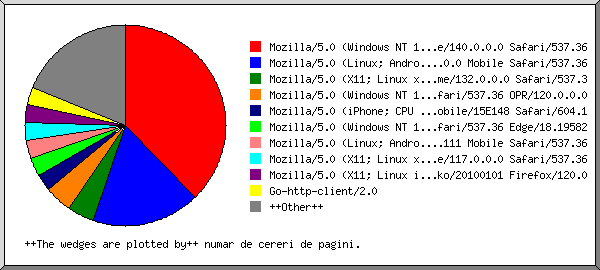 Mozilla/5.0 (Windows NT 1...e/140.0.0.0 Safari/537.36
Mozilla/5.0 (Linux; Andro....0.0 Mobile Safari/537.36
Mozilla/5.0 (X11; Linux x...me/132.0.0.0 Safari/537.3
Mozilla/5.0 (Windows NT 1...fari/537.36 OPR/120.0.0.0
Mozilla/5.0 (iPhone; CPU ...obile/15E148 Safari/604.1
Mozilla/5.0 (Windows NT 1...fari/537.36 Edge/18.19582
Mozilla/5.0 (Linux; Andro....111 Mobile Safari/537.36
Mozilla/5.0 (X11; Linux x...e/117.0.0.0 Safari/537.36
Mozilla/5.0 (X11; Linux i...ko/20100101 Firefox/120.0
Go-http-client/2.0
++Other++
++The wedges are plotted by++ numar de cereri de pagini.